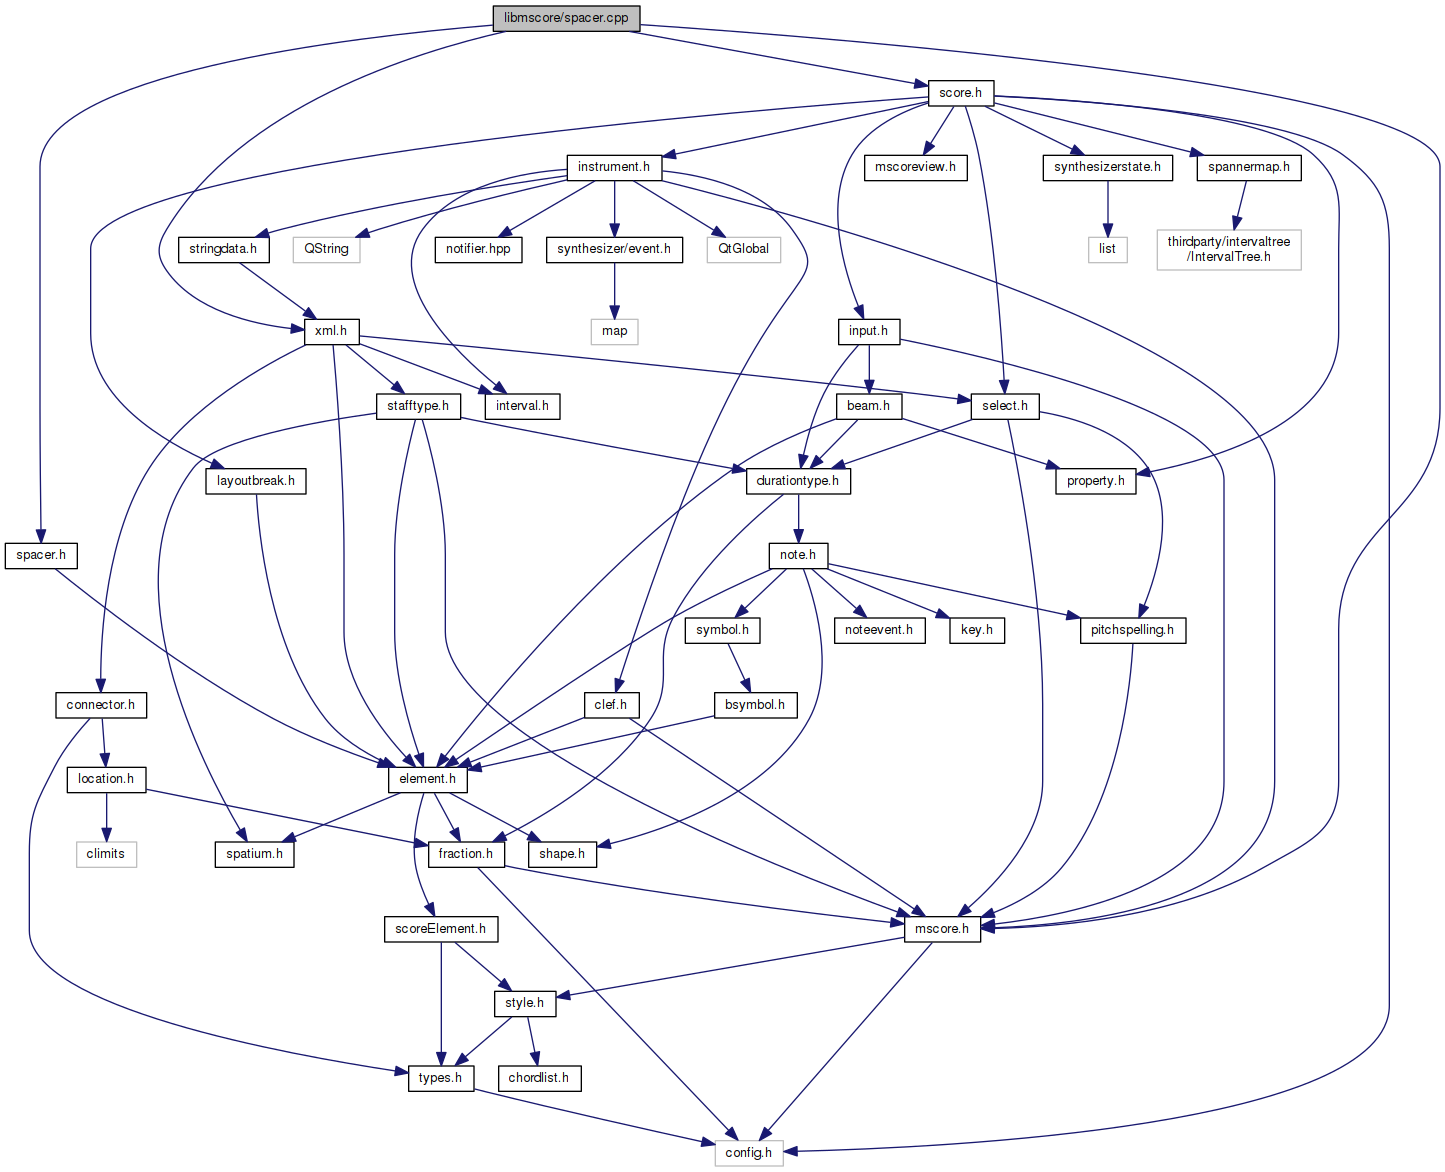 libmscore/spacer.cpp
score.h
instrument.h
mscoreview.h
synthesizerstate.h
spannermap.h
stringdata.h
QString
notifier.hpp
synthesizer/event.h
QtGlobal
list
thirdparty/intervaltree
/IntervalTree.h
xml.h
map
input.h
stafftype.h
interval.h
beam.h
select.h
layoutbreak.h
durationtype.h
property.h
spacer.h
note.h
symbol.h
noteevent.h
key.h
pitchspelling.h
connector.h
clef.h
bsymbol.h
location.h
element.h
climits
spatium.h
fraction.h
shape.h
scoreElement.h
mscore.h
style.h
types.h
chordlist.h
config.h